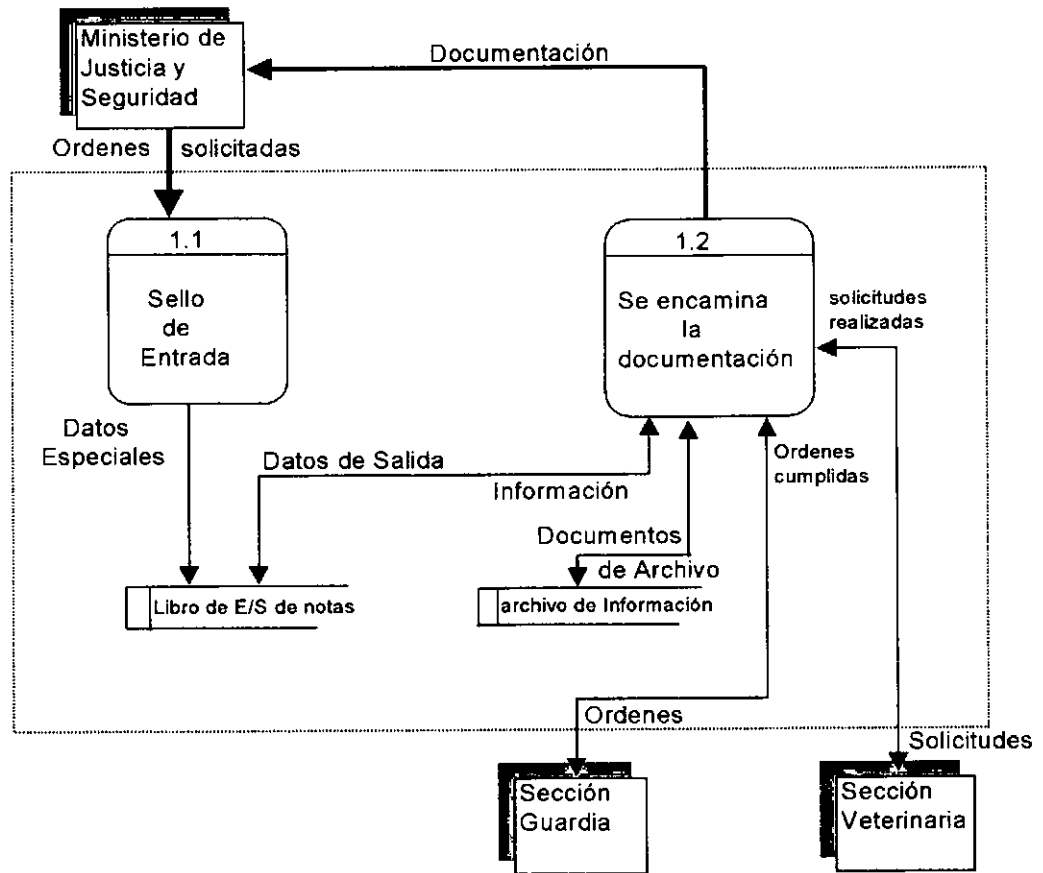 Ministerio de
Justicia y
Seguridad
Documentación
Ordenes solicitadas
1.1
Sello
de
Entrada
1.2
Se encamina
la
documentación
solicitudes
realizadas
Datos
Especiales
Datos de Salida
Información
Ordenes
cumplidas
Documentos
de Archivo
Libro de E/S de notas
archivo de Información
Ordenes
Solicitudes
Sección
Guardia
Sección
Veterinaria